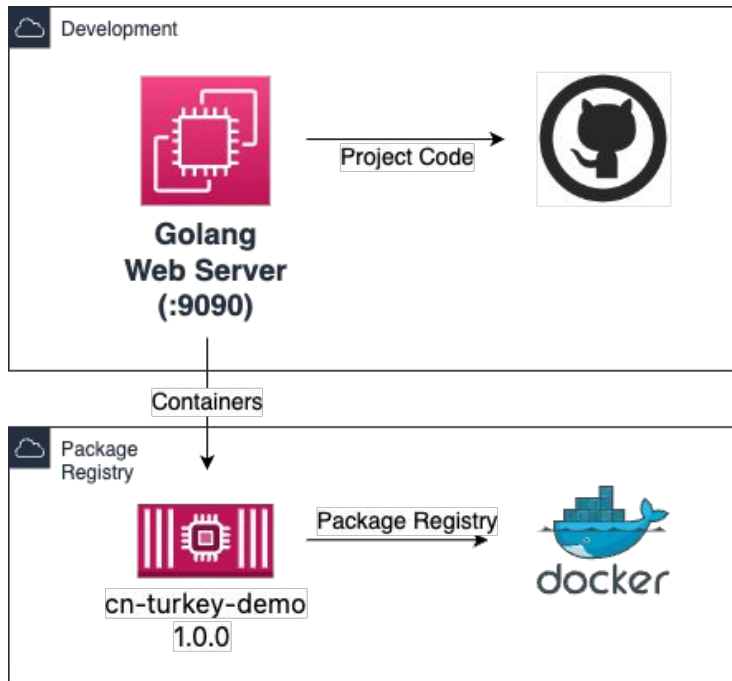 Development
Project Code
Golang
Web Server
(:9090)
Containers
Package
Registry
Package Registry
docker
cn-turkey-demo
1.0.0